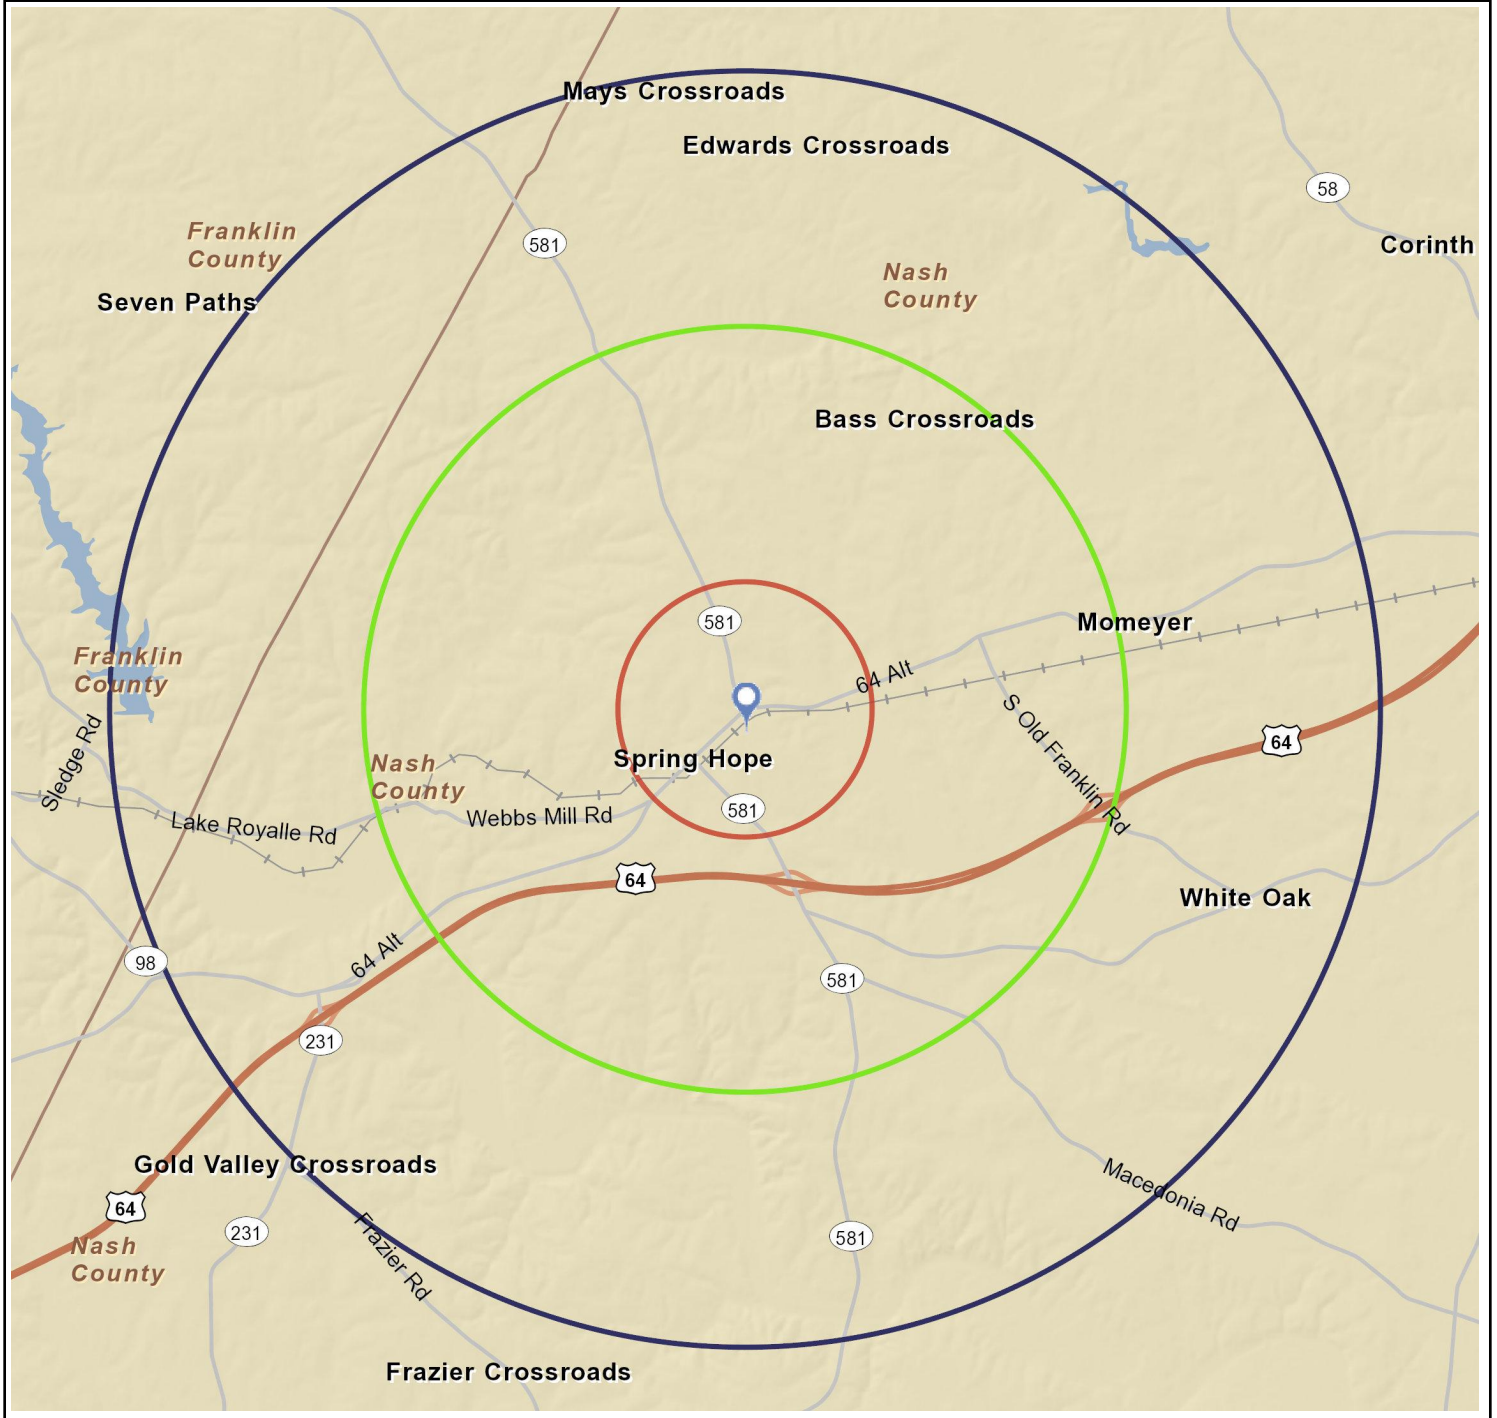 Mays Crossroads
Edwards Crossroads
58
Franklin
County
581
Corinth
Nash
County
Seven Paths
Bass Crossroads
581
Momeyer
Franklin
County
64 Alt
S Old Franklin Rd
64
Sledge Rd
Spring Hope
Nash
County
581
Webbs Mill Rd
Lake Royalle Rd
64
White Oak
64 Alt
98
581
231
Gold Valley Crossroads
Macedonia Rd
64
231
Frazier Rd
581
Nash
County
Frazier Crossroads